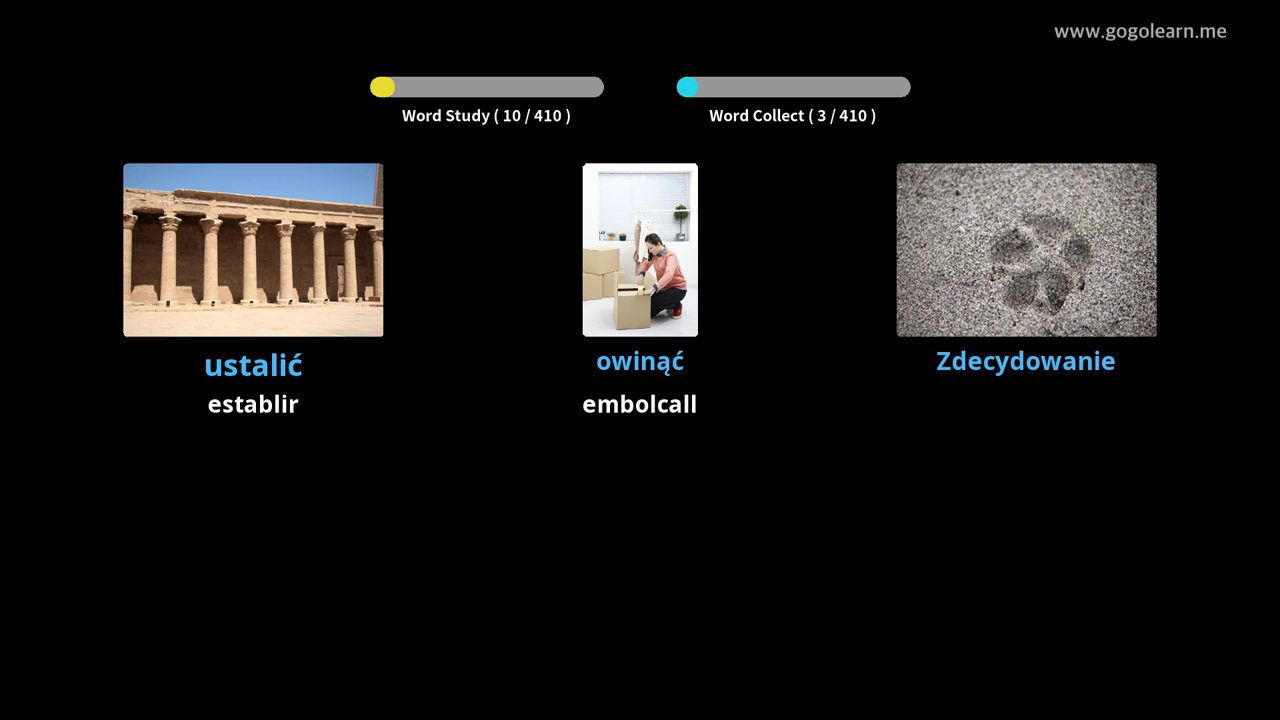 www.gogolearn.me
Word Study ( 10 / 410 )
Word Collect ( 3 / 410 )
ustalić
owinąć
Zdecydowanie
establir
embolcall